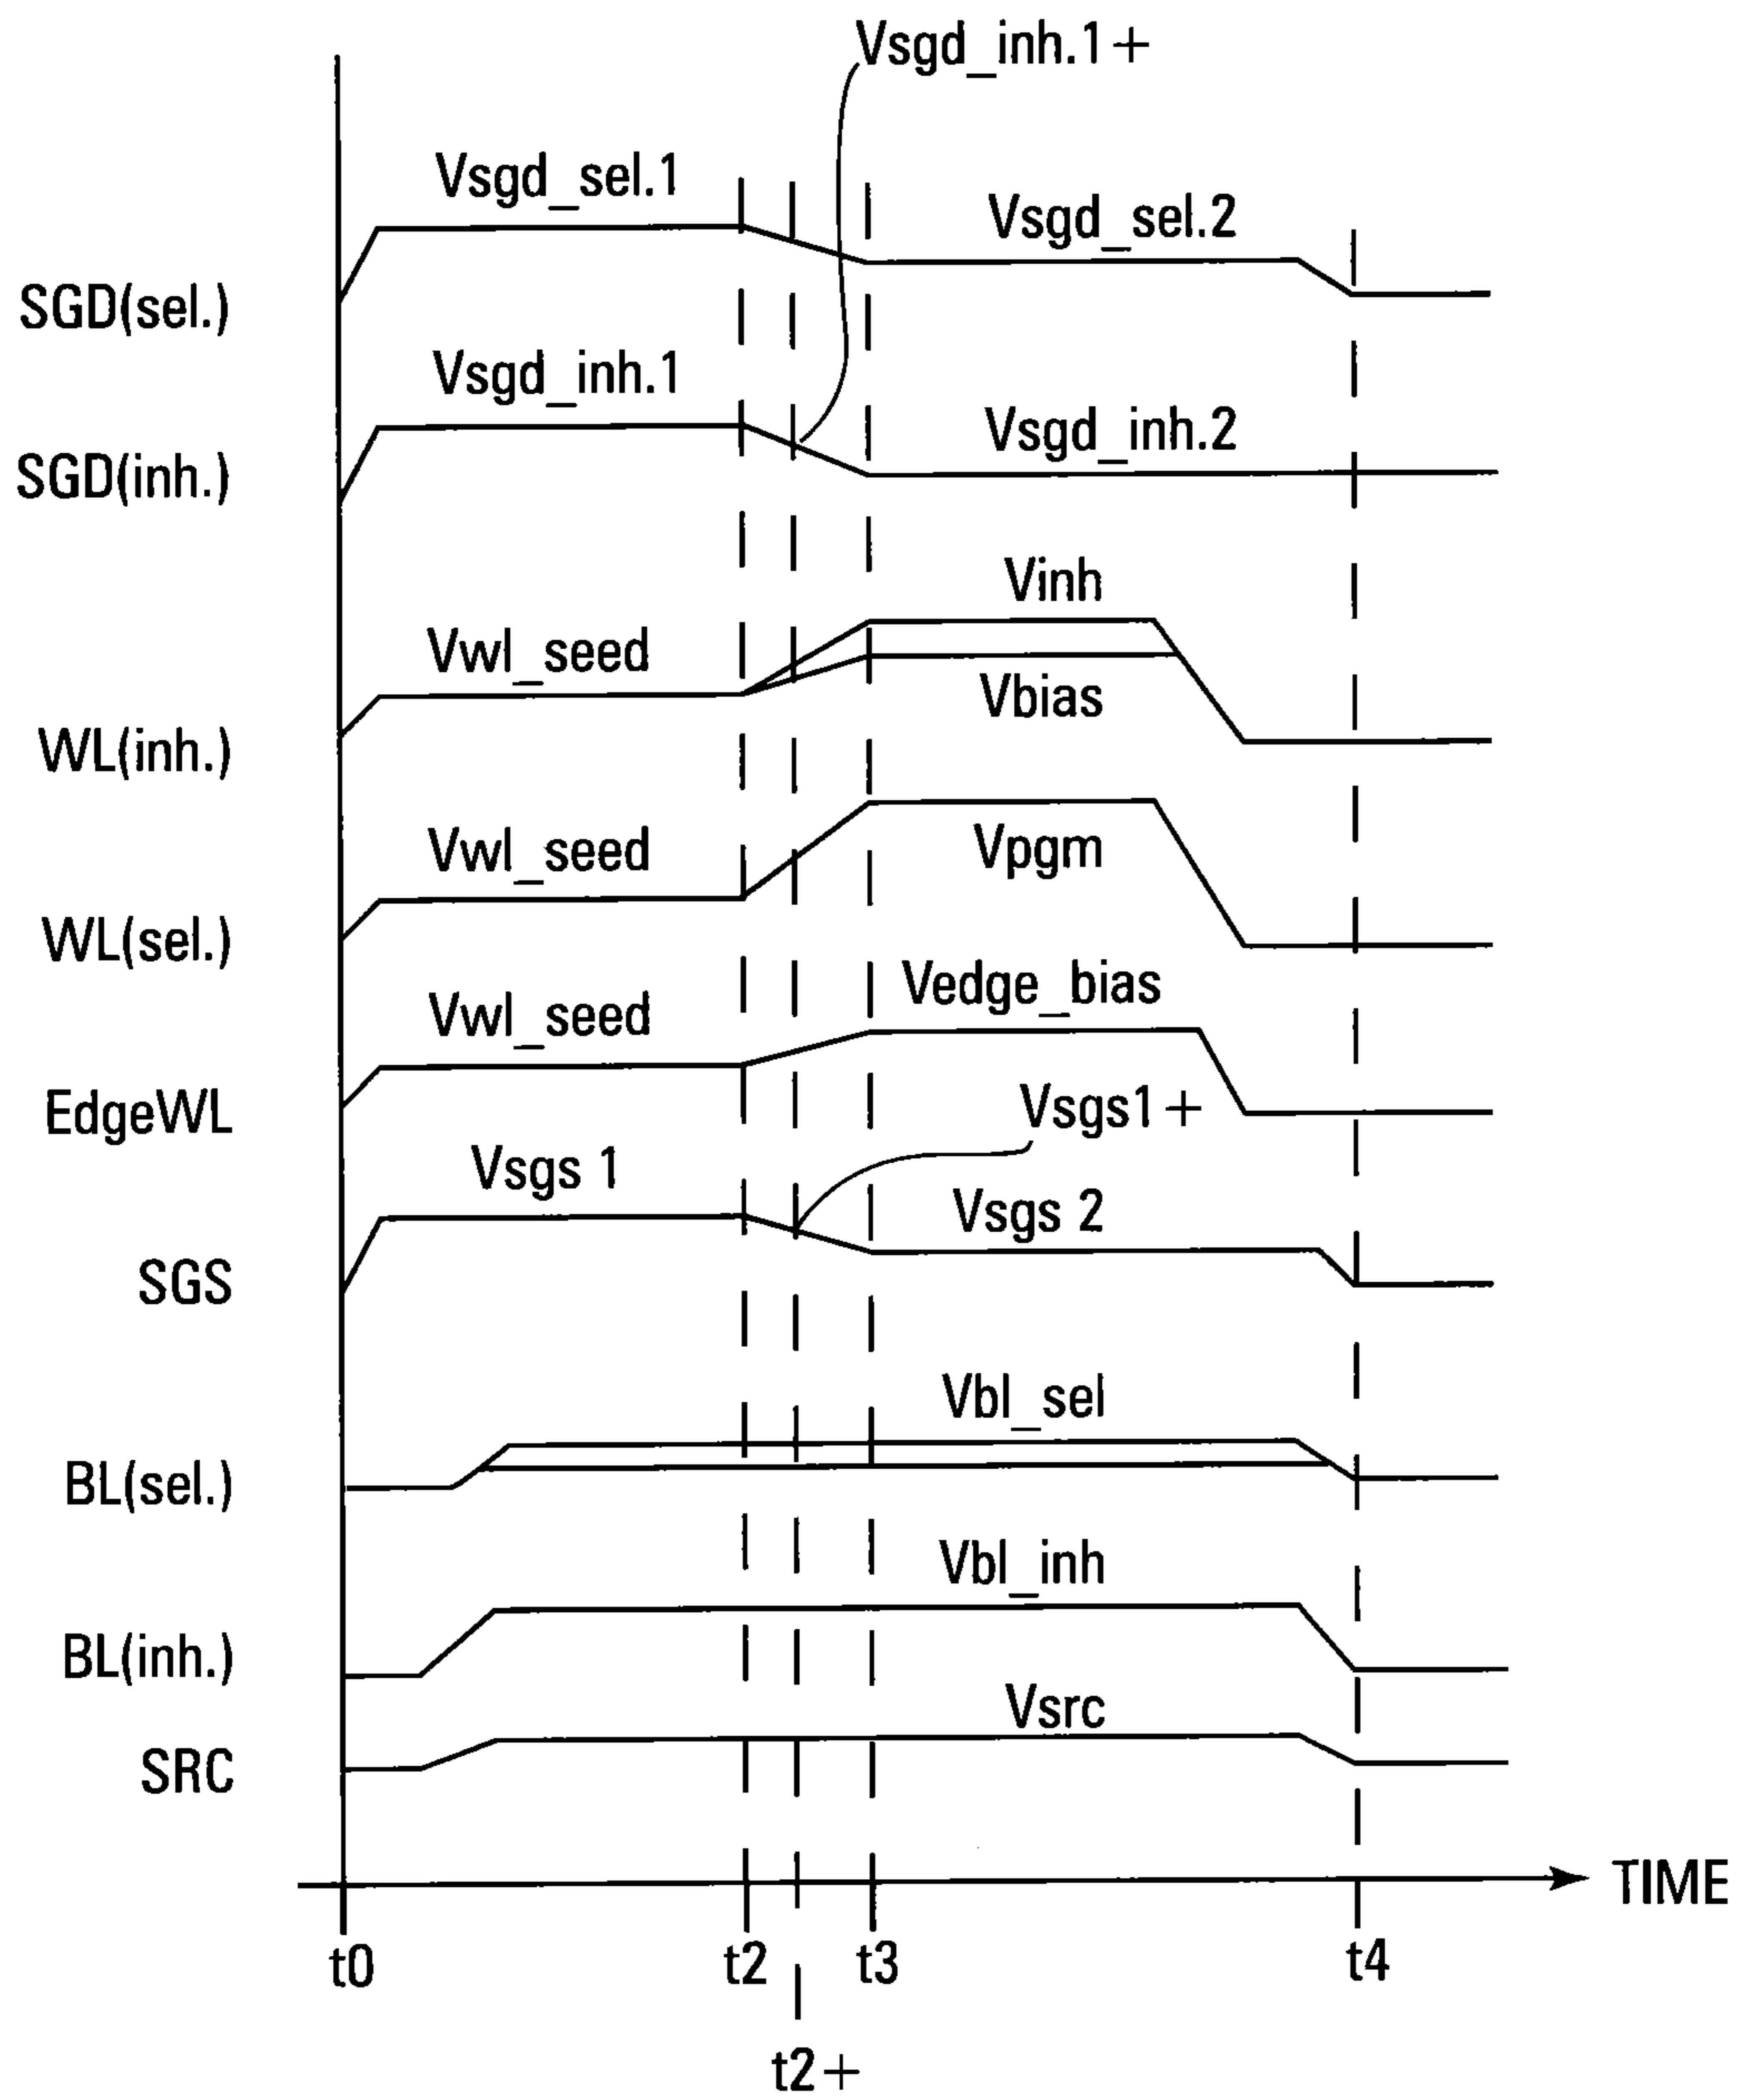 Vsgd_inh.1+
Vsgd_sel.1
Vsgd_sel.2
SGD(sel.)
Vsgd_inh.1
Vsgd_inh.2
SGD(inh.)
Vinh
Vwl_seed
Vbias
WL(inh.)
Vwl_seed
Vpgm
WL(sel.)
Vedge_bias
Vwl_seed
EdgeWL
Vsgs1+
Vsgs 1
Vsgs 2
SGS
Vbl_sel
BL(sel.)
Vbl_inh
BL(inh.)
Vsrc
SRC
TIME
t0 t2 t3 t4
t2+